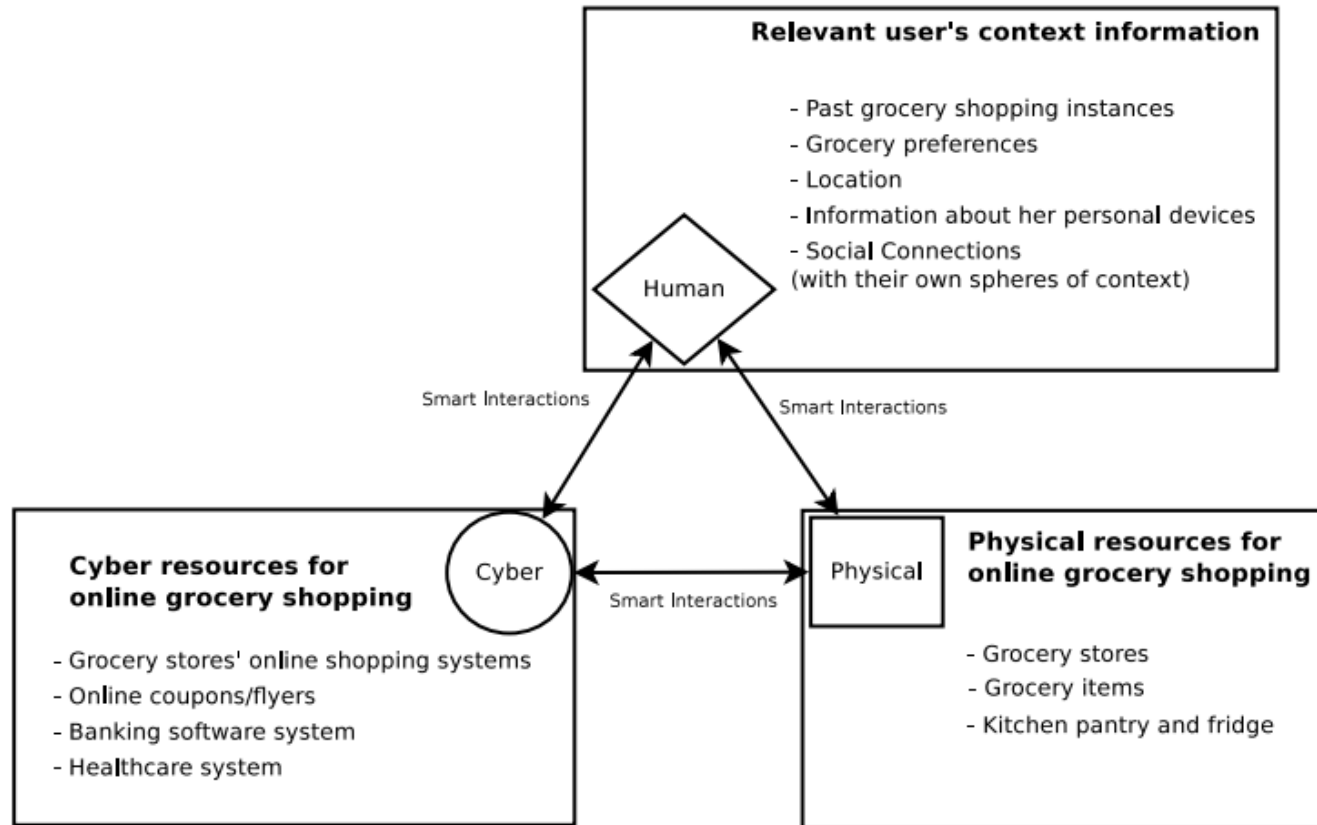 Relevant user's context information
- Past grocery shopping instances
- Grocery preferences
- Location
- Information about her personal devices
- Social Connections
(with their own spheres of context)
Human
Smart Interactions
Smart Interactions
Cyber resources for
online grocery shopping
Cyber
- Grocery stores' online shopping systems
- Online coupons/flyers
- Banking software system
- Healthcare system
Smart Interactions
Physical
Physical resources for
online grocery shopping
- Grocery stores
- Grocery items
- Kitchen pantry and fridge